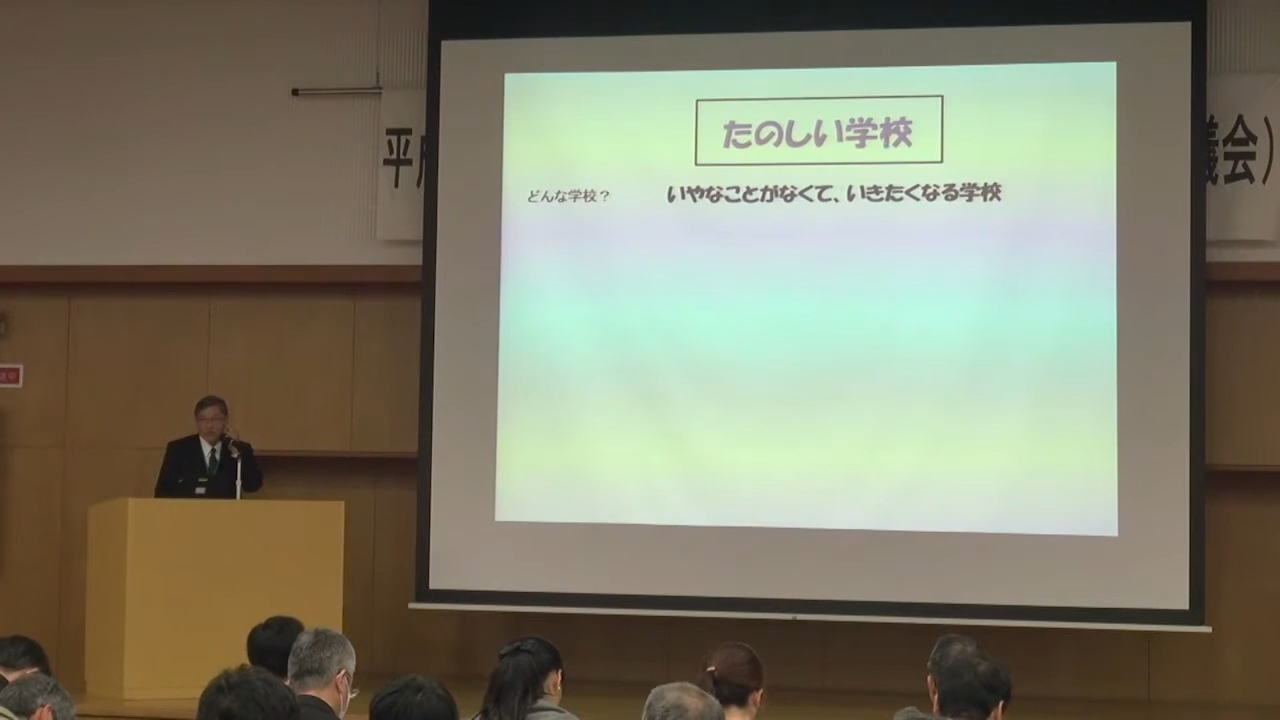 たのしい学校
どんな学校？
いやなことがなくて、いきたくなる学校
平
議会）